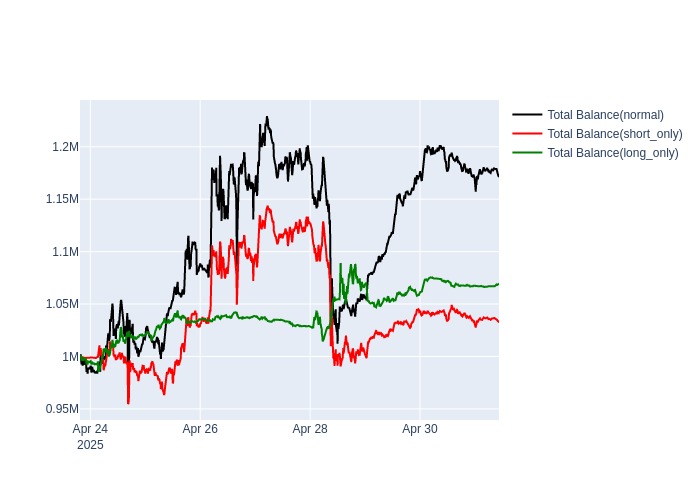 Total Balance(normal)
Total Balance(short_only)
Total Balance(long_only)
1.2M
1.15M
1.1M
1.05M
1M
0.95M
Apr 24
2025
Apr 26
Apr 28
Apr 30